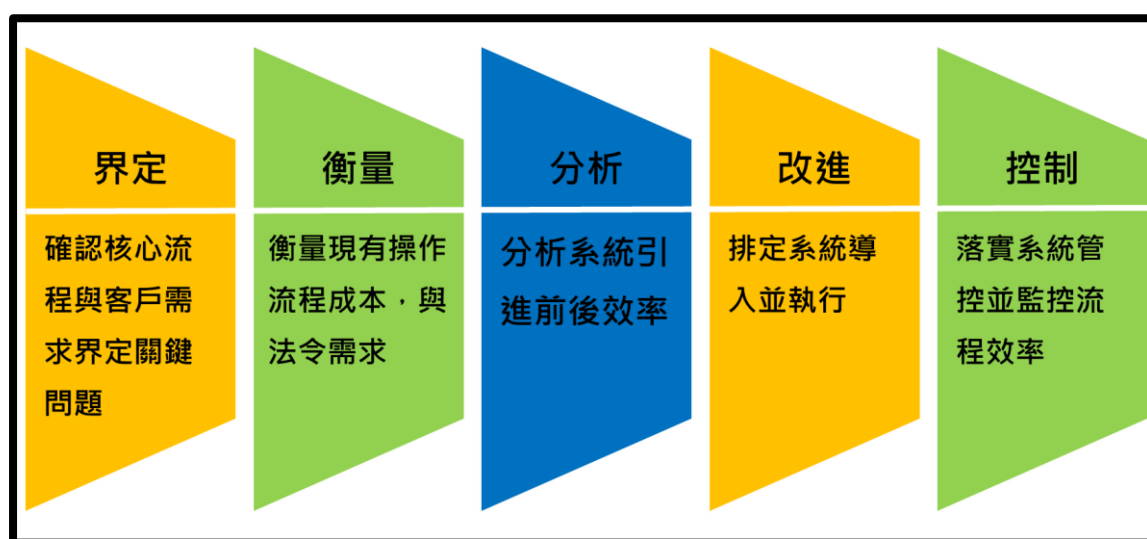 界定
確認核心流
程與客戶需
求界定關鍵
問題
衡量
衡量現有操作
流程成本，與
法令需求
分析
分析系統引
進前後效率
改進
排定系統導
入並執行
控制
落實系統管
控並監控流
程效率